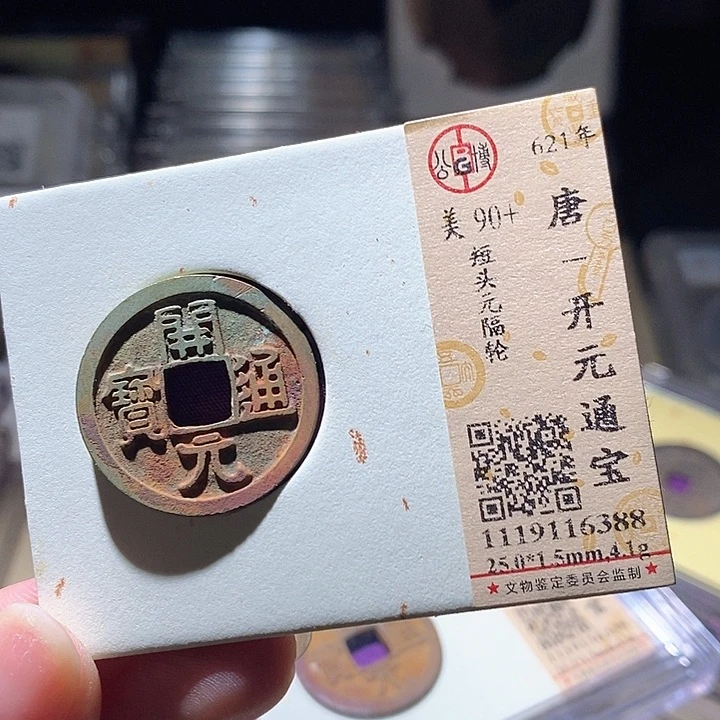 開
通
元
寶
公博
621年
唐一开元通宝
美 90+
短头元隔轮
1119116388
25.0*1.5mm,4.1g
★文物鉴定委员会监制★